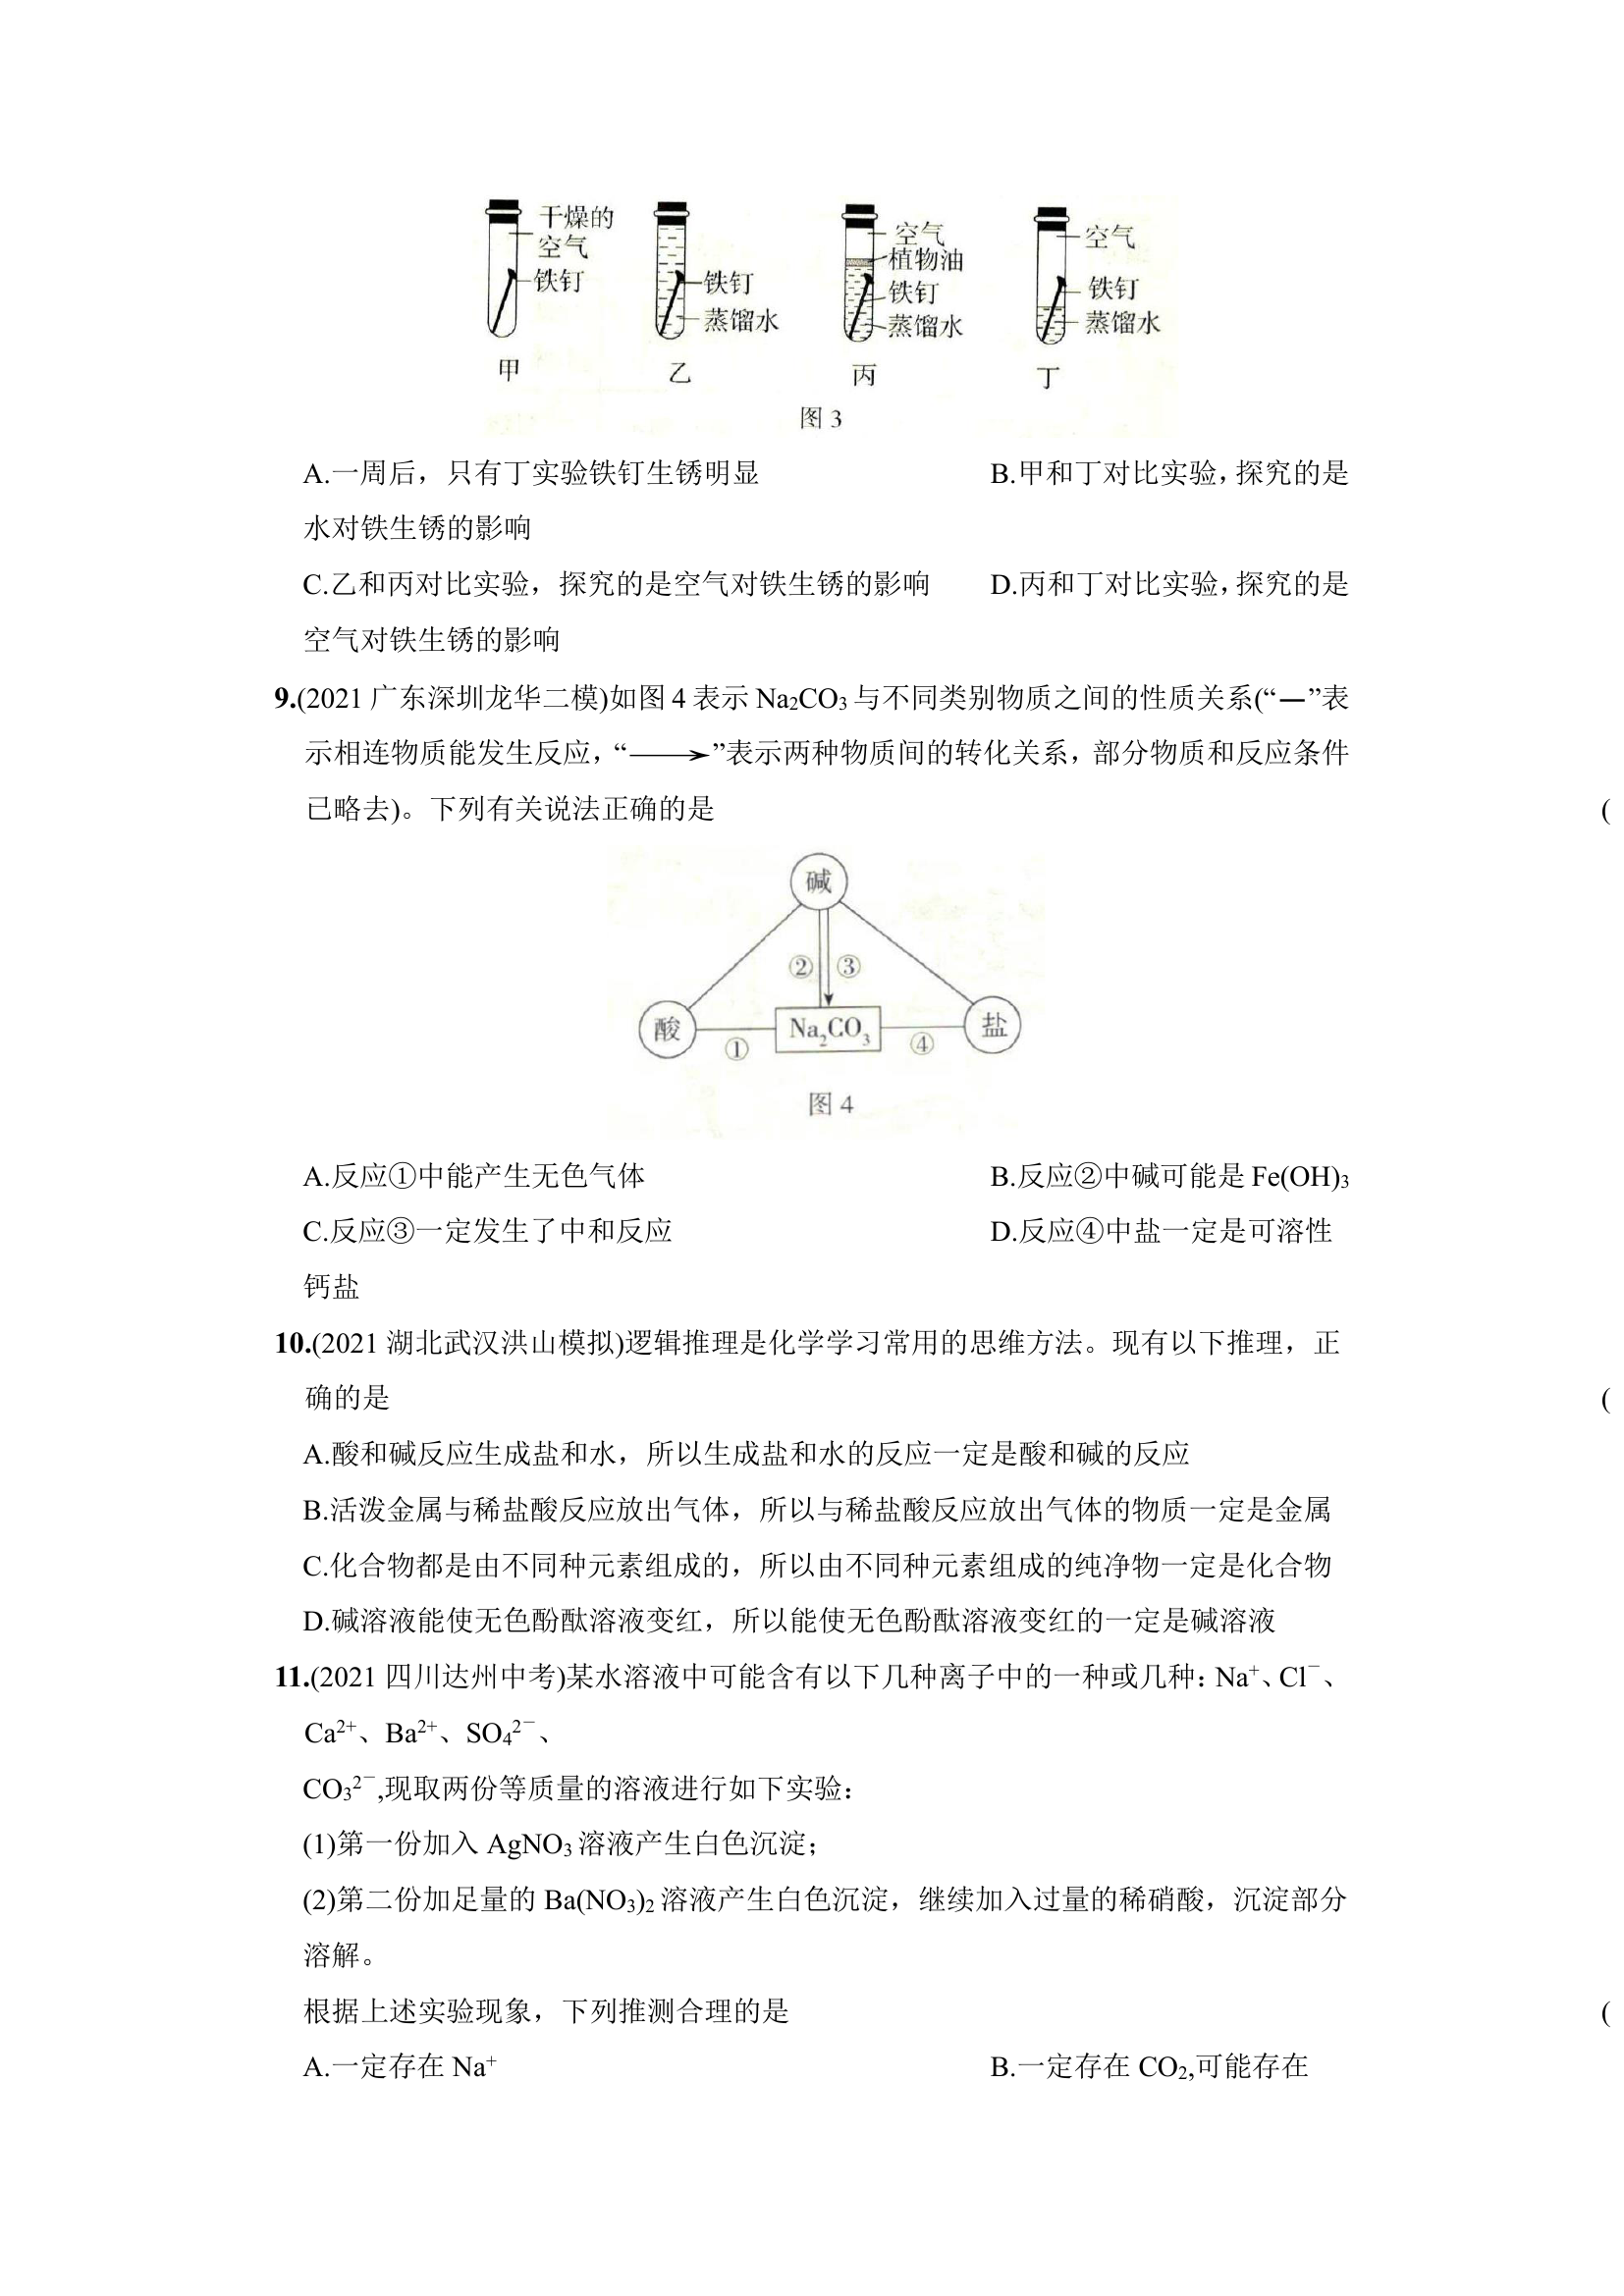 干燥的
空气
铁钉
铁钉
蒸馏水
空气
植物油
铁钉
蒸馏水
空气
铁钉
蒸馏水
甲
乙
丙
丁
图3
A.一周后，只有丁实验铁钉生锈明显 B.甲和丁对比实验,探究的是
水对铁生锈的影响
C.乙和丙对比实验，探究的是空气对铁生锈的影响 D.丙和丁对比实验,探究的是
空气对铁生锈的影响
9.(2021 广东深圳龙华二模)如图 4 表示 Na₂CO₃ 与不同类别物质之间的性质关系(“—”表
示相连物质能发生反应,“——→”表示两种物质间的转化关系,部分物质和反应条件
已略去)。下列有关说法正确的是 (
碱
② ③
酸 Na₂CO₃ 盐
① ④
图4
A.反应①中能产生无色气体 B.反应②中碱可能是 Fe(OH)₃
C.反应③一定发生了中和反应 D.反应④中盐一定是可溶性
钙盐
10.(2021 湖北武汉洪山模拟)逻辑推理是化学学习常用的思维方法。现有以下推理，正
确的是 (
A.酸和碱反应生成盐和水，所以生成盐和水的反应一定是酸和碱的反应
B.活泼金属与稀盐酸反应放出气体，所以与稀盐酸反应放出气体的物质一定是金属
C.化合物都是由不同种元素组成的，所以由不同种元素组成的纯净物一定是化合物
D.碱溶液能使无色酚酞溶液变红，所以能使无色酚酞溶液变红的一定是碱溶液
11.(2021 四川达州中考)某水溶液中可能含有以下几种离子中的一种或几种：Na⁺、Cl⁻、
Ca²⁺、Ba²⁺、SO₄²⁻、
CO₃²⁻,现取两份等质量的溶液进行如下实验：
(1)第一份加入 AgNO₃ 溶液产生白色沉淀；
(2)第二份加足量的 Ba(NO₃)₂ 溶液产生白色沉淀，继续加入过量的稀硝酸，沉淀部分
溶解。
根据上述实验现象，下列推测合理的是 (
A.一定存在 Na⁺ B.一定存在 CO₂,可能存在